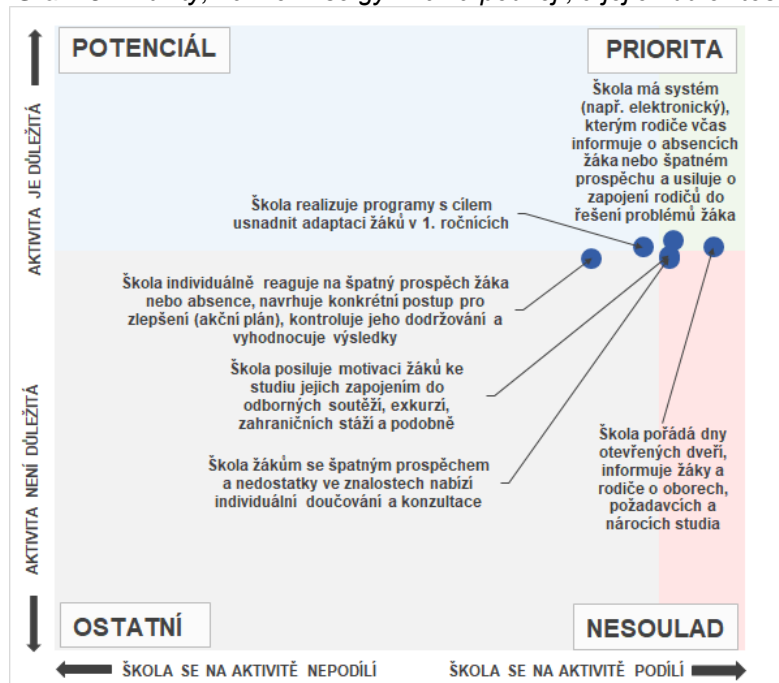 POTENCIÁL
PRIORITA
Škola má systém
(např. elektronický),
kterým rodiče včas
informuje o absencích
žáka nebo špatném
prospěchu a usiluje o
zapojení rodičů do
řešení problémů žáka
Škola realizuje programy s cílem
usnadnit adaptaci žáků v 1. ročnících
Škola individuálně reaguje na špatný prospěch žáka
nebo absence, navrhuje konkrétní postup pro
zlepšení (akční plán), kontroluje jeho dodržování a
vyhodnocuje výsledky
Škola posiluje motivaci žáků ke
studiu jejich zapojením do
odborných soutěží, exkurzí,
zahraničních stáží a podobně
Škola žákům se špatným prospěchem
a nedostatky ve znalostech nabízí
individuální doučování a konzultace
Škola pořádá dny
otevřených dveří,
informuje žáky a
rodiče o oborech,
požadavcích a
nárocích studia
AKTIVITA JE DŮLEŽITÁ
AKTIVITA NENÍ DŮLEŽITÁ
OSTATNÍ
NESOULAD
ŠKOLA SE NA AKTIVITĚ NEPODÍLÍ
ŠKOLA SE NA AKTIVITĚ PODÍLÍ